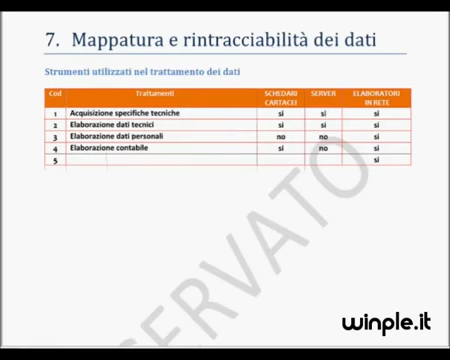 7. Mappatura e rintracciabilità dei dati
Strumenti utilizzati nel trattamento dei dati
Cod Trattamenti SCHEDARI CARTACEI SERVER ELABORATORI IN RETE
1 Acquisizione specifiche tecniche si si si
2 Elaborazione dati tecnici si si si
3 Elaborazione dati personali no no si
4 Elaborazione contabile si no si
5 si
SERVATO
winple.it